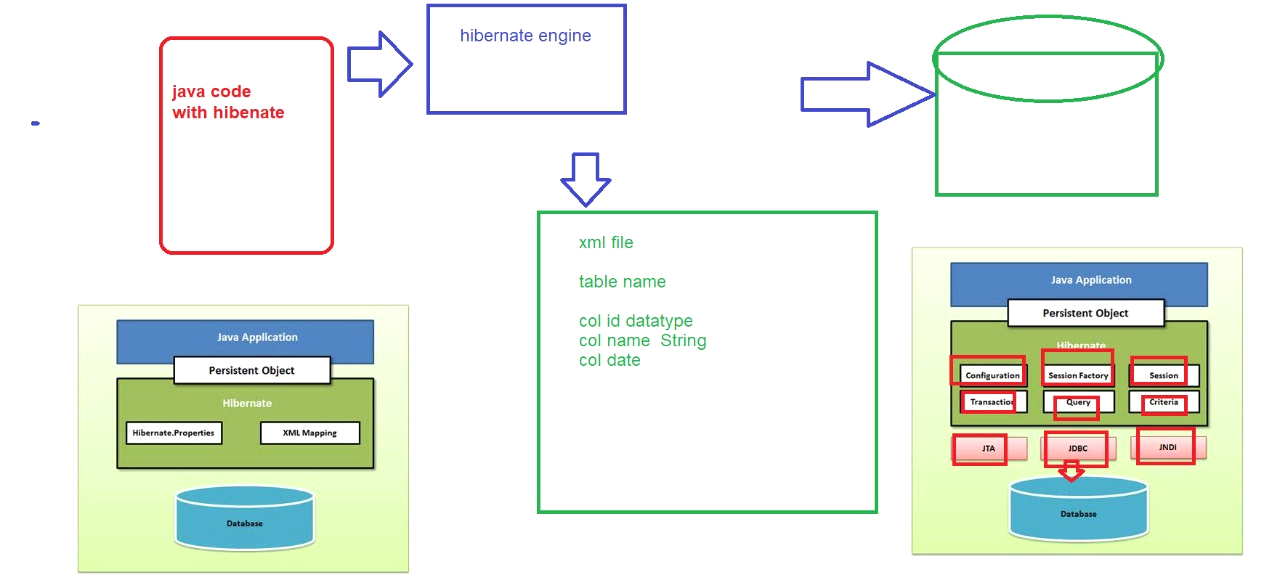 hibernate engine
java code
with hibenate
xml file
table name
col id datatype
col name  String
col date
Java Application
Persistent Object
Hibernate
Hibernate.Properties
XML Mapping
Database
Java Application
Persistent Object
Hibernate
Configuration
Session Factory
Session
Transaction
Query
Criteria
JTA
JDBC
JNDI
Database